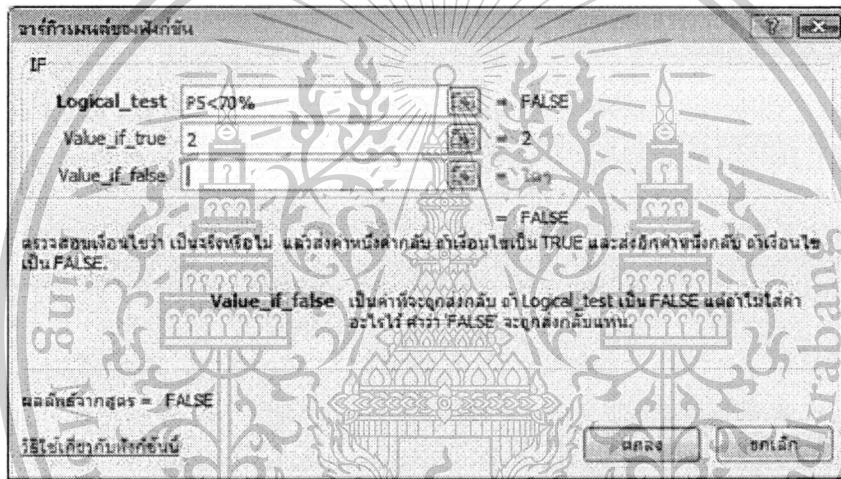 อาร์กิวเมนต์ของฟังก์ชัน
IF
Logical_test P5<70% = FALSE
Value_if_true 2 = 2
Value_if_false = ใดๆ
= FALSE
ตรวจสอบเงื่อนไขว่า เป็นจริงหรือไม่ แล้วส่งค่าหนึ่งค่ากลับ ถ้าเงื่อนไขเป็น TRUE และส่งอีกค่าหนึ่งกลับ ถ้าเงื่อนไข
เป็น FALSE.
Value_if_false เป็นค่าที่จะถูกส่งกลับ ถ้า Logical_test เป็น FALSE แต่ถ้าไม่ใส่ค่า
อะไรไว้ คำว่า 'FALSE' จะถูกส่งกลับแทน.
ผลลัพธ์จากสูตร = FALSE
วิธีใช้เกี่ยวกับฟังก์ชันนี้
ตกลง ยกเลิก